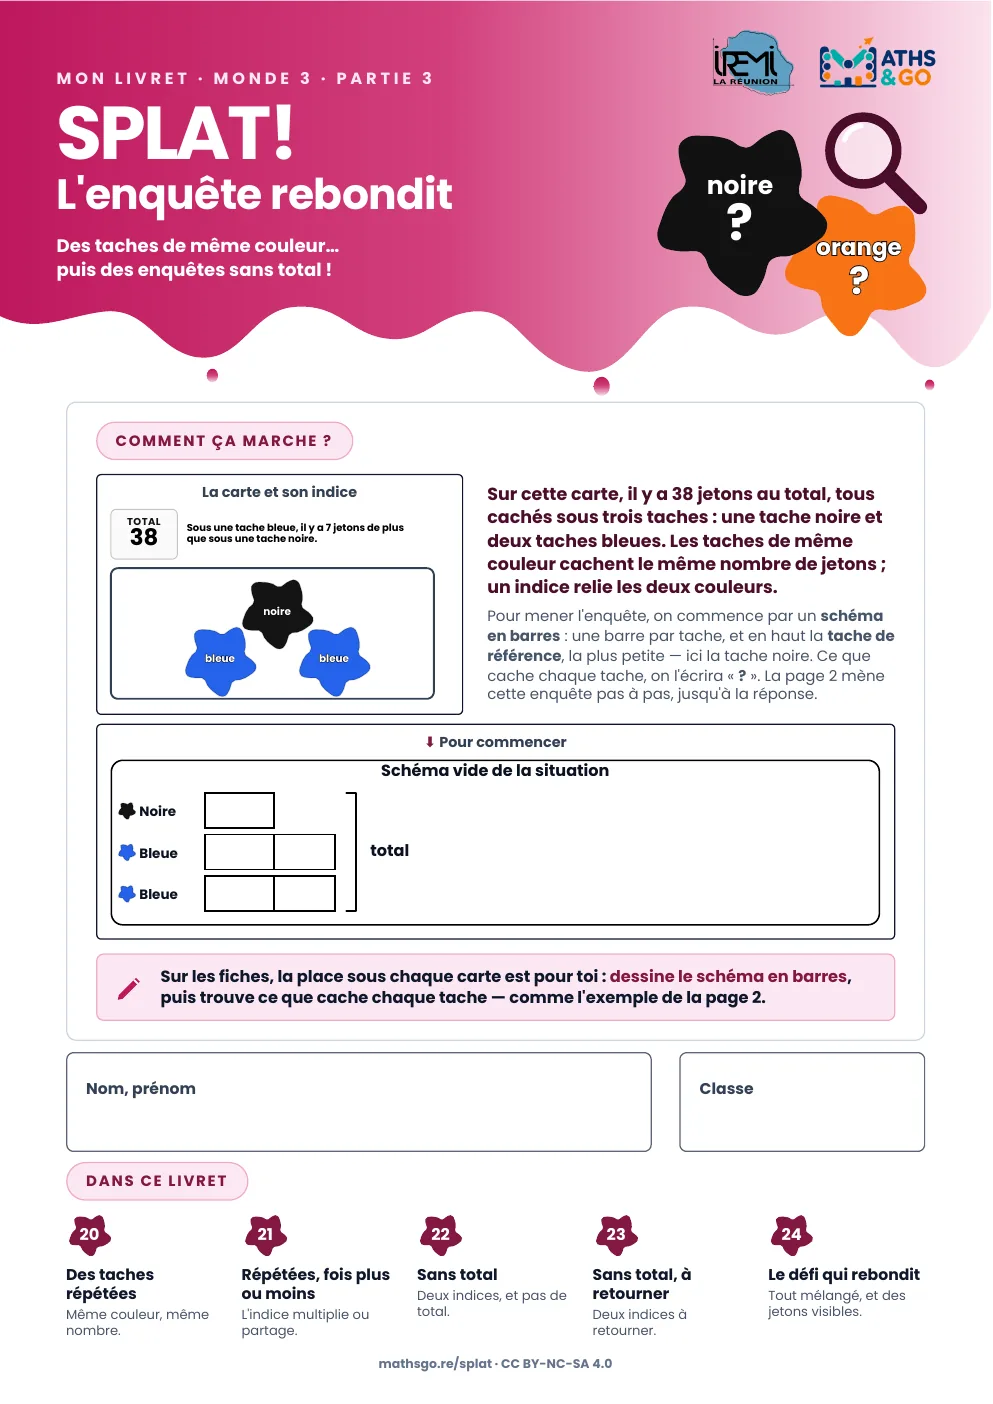 MON LIVRET · MONDE 3 · PARTIE 3
SPLAT!
L'enquête rebondit
Des taches de même couleur...
puis des enquêtes sans total !
iREMi
LA RÉUNION
MATHS
&GO
noire
?
orange
?
COMMENT ÇA MARCHE ?
La carte et son indice
TOTAL
38
Sous une tache bleue, il y a 7 jetons de plus
que sous une tache noire.
noire
bleue
bleue
Sur cette carte, il y a 38 jetons au total, tous
cachés sous trois taches : une tache noire et
deux taches bleues. Les taches de même
couleur cachent le même nombre de jetons ;
un indice relie les deux couleurs.
Pour mener l'enquête, on commence par un schéma
en barres : une barre par tache, et en haut la tache de
référence, la plus petite — ici la tache noire. Ce que
cache chaque tache, on l'écrira « ? ». La page 2 mène
cette enquête pas à pas, jusqu'à la réponse.
⬇ Pour commencer
Schéma vide de la situation
Noire
Bleue
Bleue
total
Sur les fiches, la place sous chaque carte est pour toi : dessine le schéma en barres,
puis trouve ce que cache chaque tache — comme l'exemple de la page 2.
Nom, prénom
Classe
DANS CE LIVRET
20
Des taches
répétées
Même couleur, même
nombre.
21
Répétées, fois plus
ou moins
L'indice multiplie ou
partage.
22
Sans total
Deux indices, et pas de
total.
23
Sans total, à
retourner
Deux indices à
retourner.
24
Le défi qui rebondit
Tout mélangé, et des
jetons visibles.
mathsgo.re/splat · CC BY-NC-SA 4.0